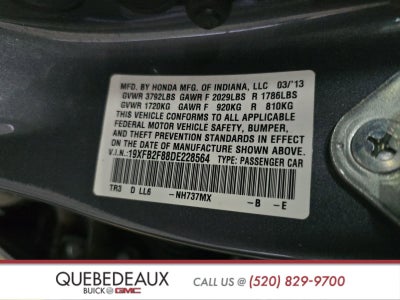 MFD. BY HONDA MFG. OF INDIANA, LLC 03/'13
GVWR 3792LBS GAWR F 2029LBS R 1786LBS
GVWR 1720KG GAWR F 920KG R 810KG
THIS VEHICLE CONFORMS TO ALL APPLICABLE
FEDERAL MOTOR VEHICLE SAFETY, BUMPER,
AND THEFT PREVENTION STANDARDS IN
EFFECT ON THE DATE OF MANUFACTURE SHOWN ABOVE.
V.I.N.:19XFB2F88DE228564 TYPE: PASSENGER CAR
TR3 D LL6 -NH737MX -B -E
QUEBEDEAUX
BUICK GMC
CALL US (520) 829-9700